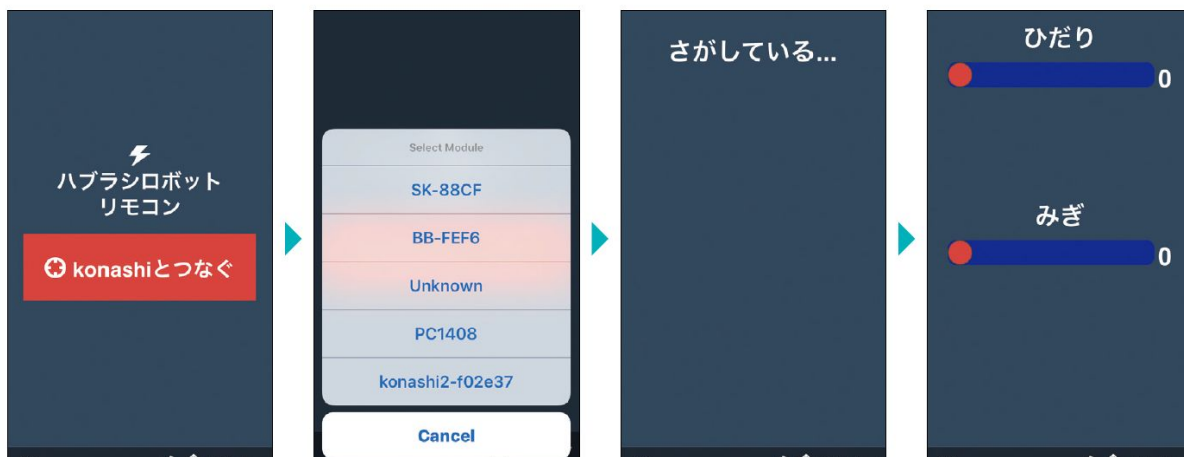 ハブラシロボット
リモコン
konashiとつなぐ
Select Module
SK-88CF
BB-FEF6
Unknown
PC1408
konashi2-f02e37
Cancel
さがしている...
ひだり
0
みぎ
0